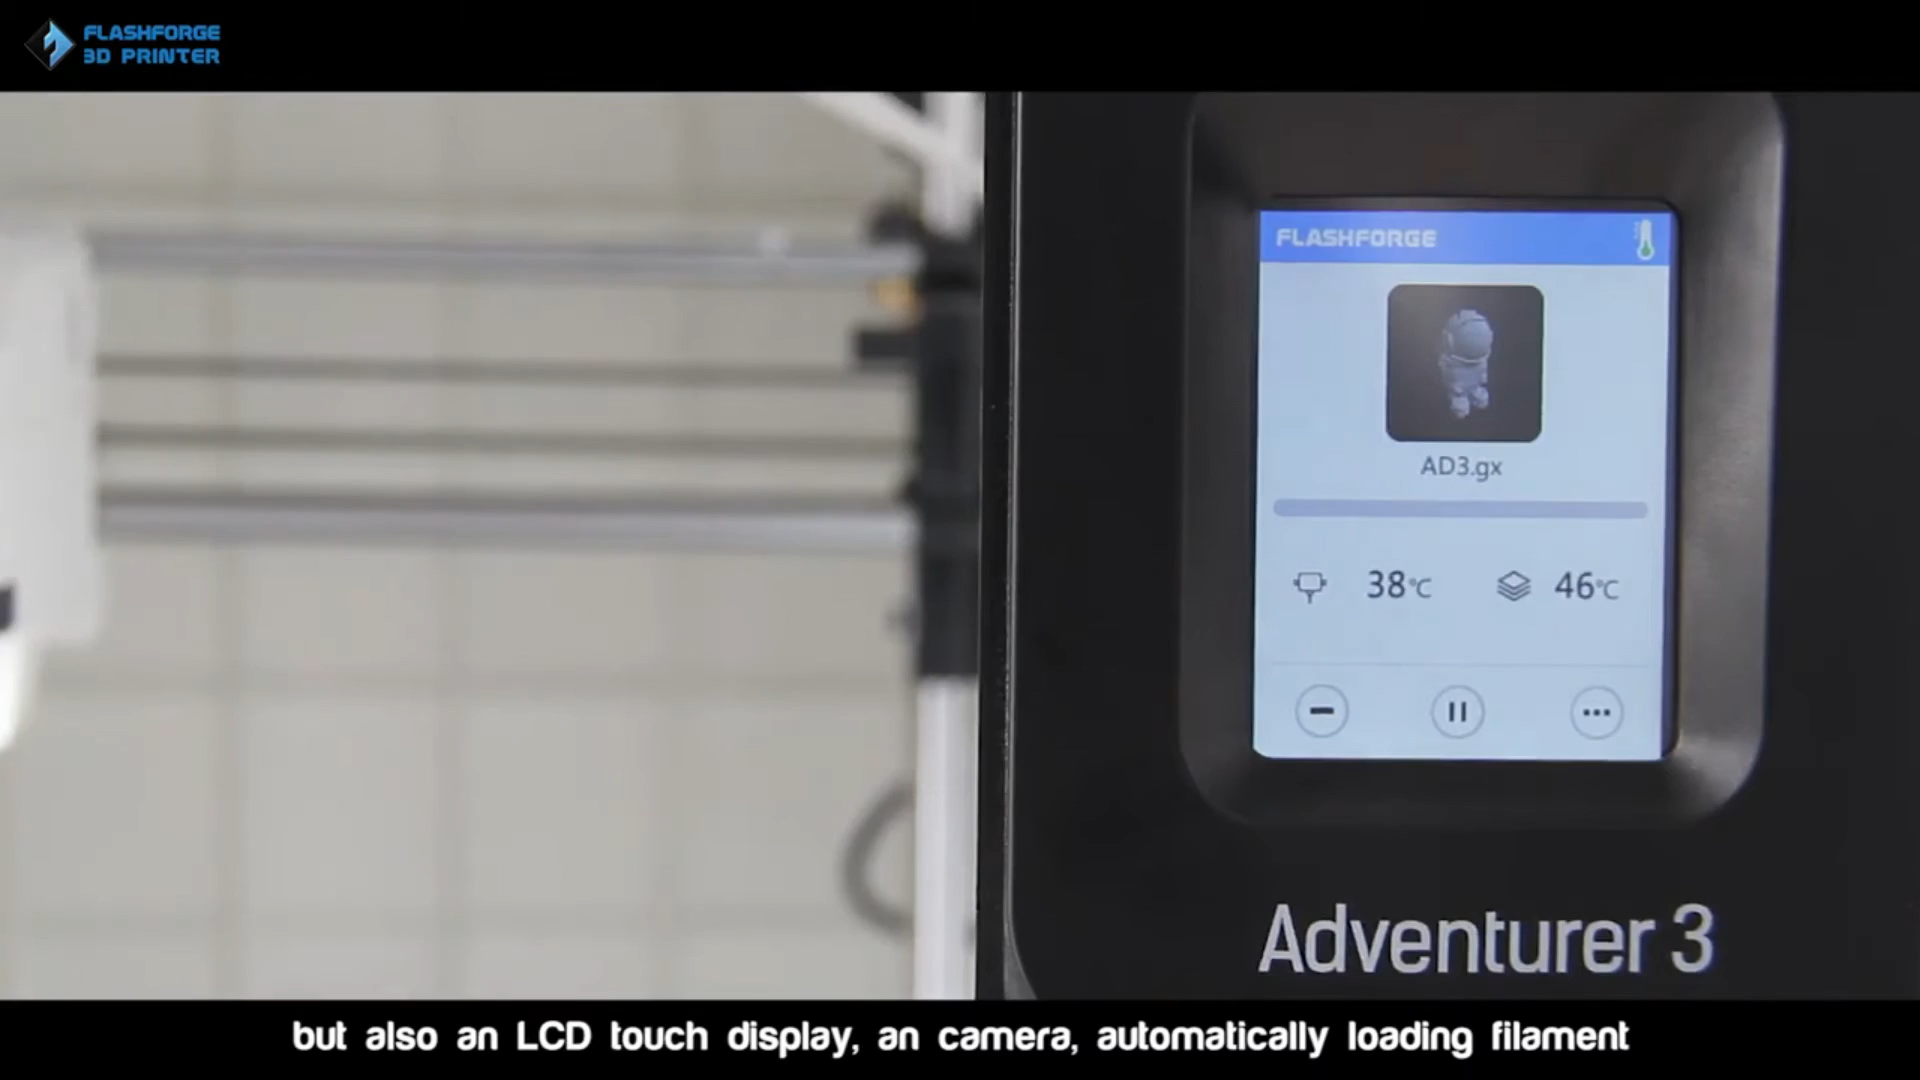 FLASHFORGE
3D PRINTER
FLASHFORGE
AD3.gx
38°C
46°C
Adventurer 3
but also an LCD touch display, an camera, automatically loading filament